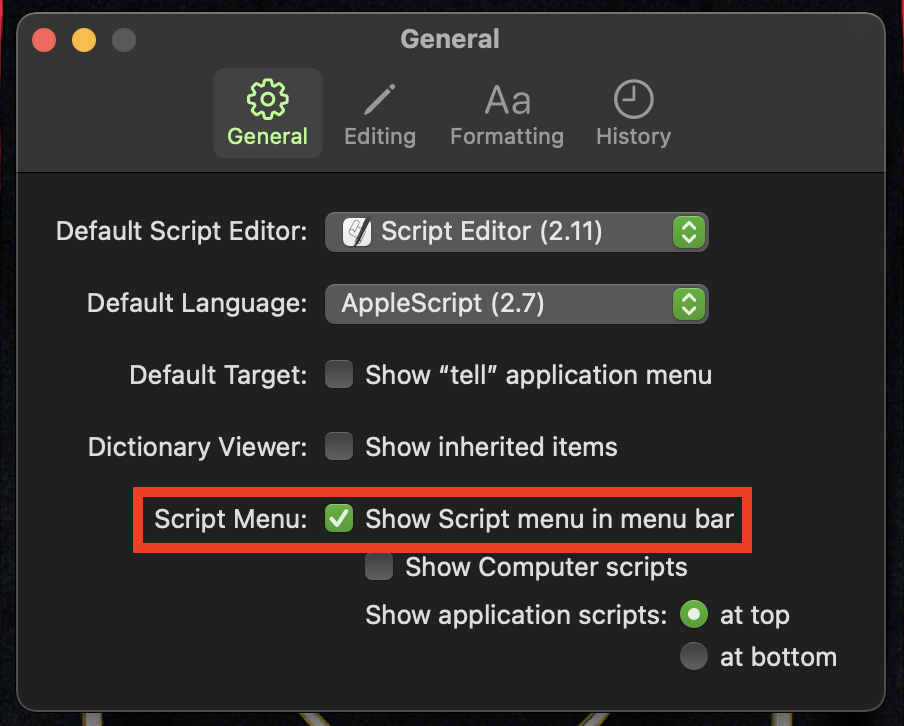 General
General Editing Formatting History
Default Script Editor: Script Editor (2.11)
Default Language: AppleScript (2.7)
Default Target: Show “tell” application menu
Dictionary Viewer: Show inherited items
Script Menu: Show Script menu in menu bar
Show Computer scripts
Show application scripts: at top
at bottom